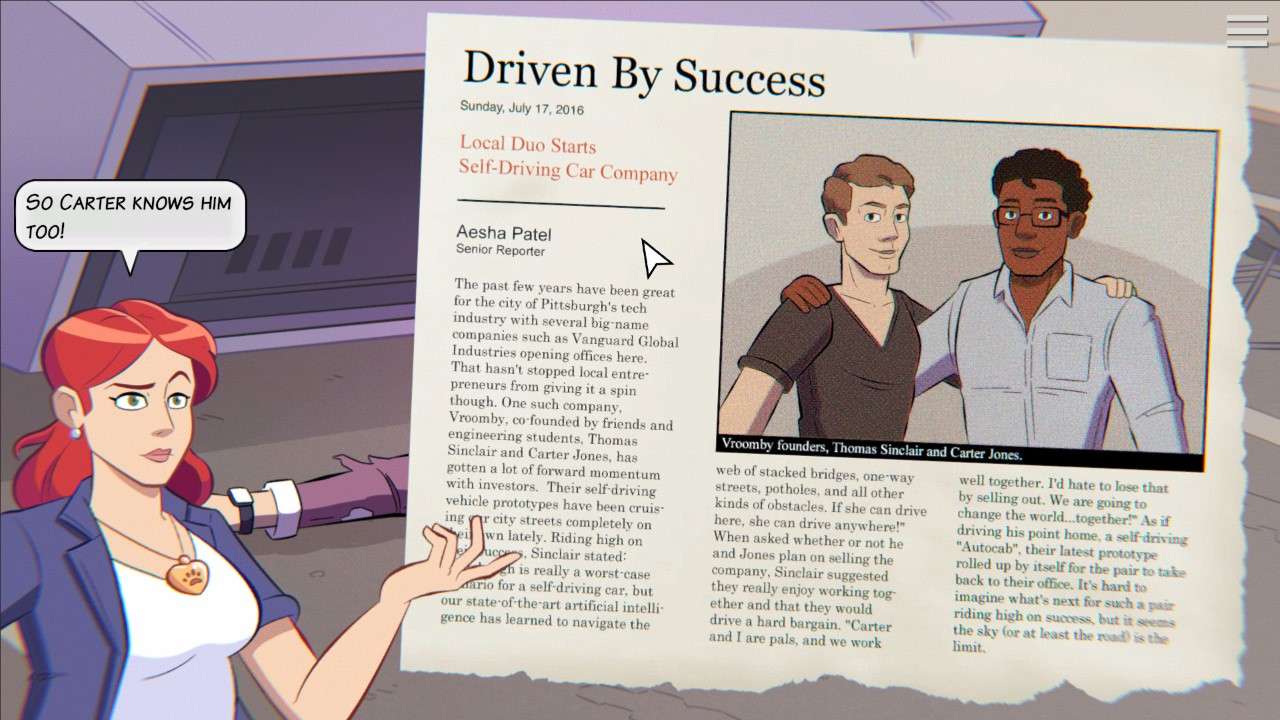 Driven By Success
Sunday, July 17, 2016
Local Duo Starts
Self-Driving Car Company
Aesha Patel
Senior Reporter
The past few years have been great
for the city of Pittsburgh's tech
industry with several big-name
companies such as Vanguard Global
Industries opening offices here.
That hasn't stopped local entre-
preneurs from giving it a spin
though. One such company,
Vroomby, co-founded by friends and
engineering students, Thomas
Sinclair and Carter Jones, has
gotten a lot of forward momentum
with investors. Their self-driving
vehicle prototypes have been cruis-
ing our city streets completely on
own lately. Riding high on
success, Sinclair stated:
is really a worst-case
scenario for a self-driving car, but
our state-of-the-art artificial intelli-
gence has learned to navigate the
Vroomby founders, Thomas Sinclair and Carter Jones.
web of stacked bridges, one-way
streets, potholes, and all other
kinds of obstacles. If she can drive
here, she can drive anywhere!"
When asked whether or not he
and Jones plan on selling the
company, Sinclair suggested
they really enjoy working tog-
ether and that they would
drive a hard bargain. "Carter
and I are pals, and we work
well together. I'd hate to lose that
by selling out. We are going to
change the world...together!" As if
driving his point home, a self-driving
"Autocab", their latest prototype
rolled up by itself for the pair to take
back to their office. It's hard to
imagine what's next for such a pair
riding high on success, but it seems
the sky (or at least the road) is the
limit.
So Carter knows him
too!